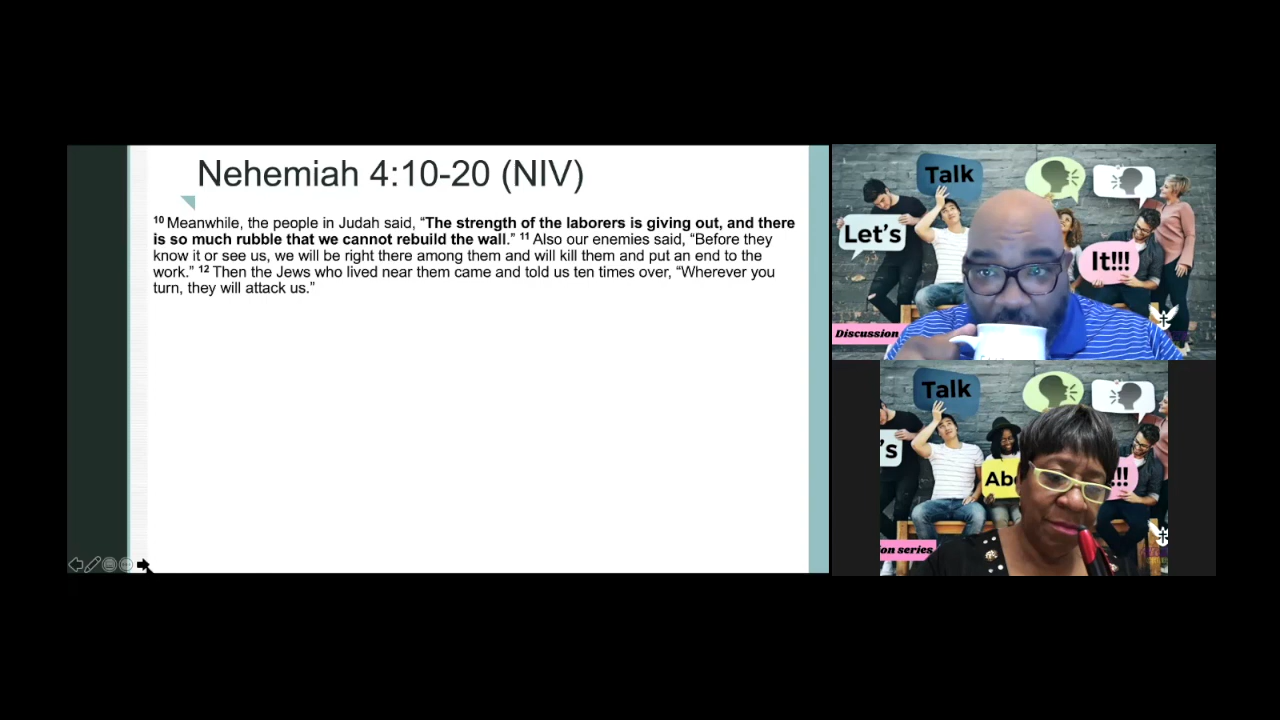 Nehemiah 4:10-20 (NIV)
10 Meanwhile, the people in Judah said, “The strength of the laborers is giving out, and there
is so much rubble that we cannot rebuild the wall.” 11 Also our enemies said, “Before they
know it or see us, we will be right there among them and will kill them and put an end to the
work.” 12 Then the Jews who lived near them came and told us ten times over, “Wherever you
turn, they will attack us.”
Talk
Let's
It!!!
Discussion
Talk
's
Abo
!!!
on series